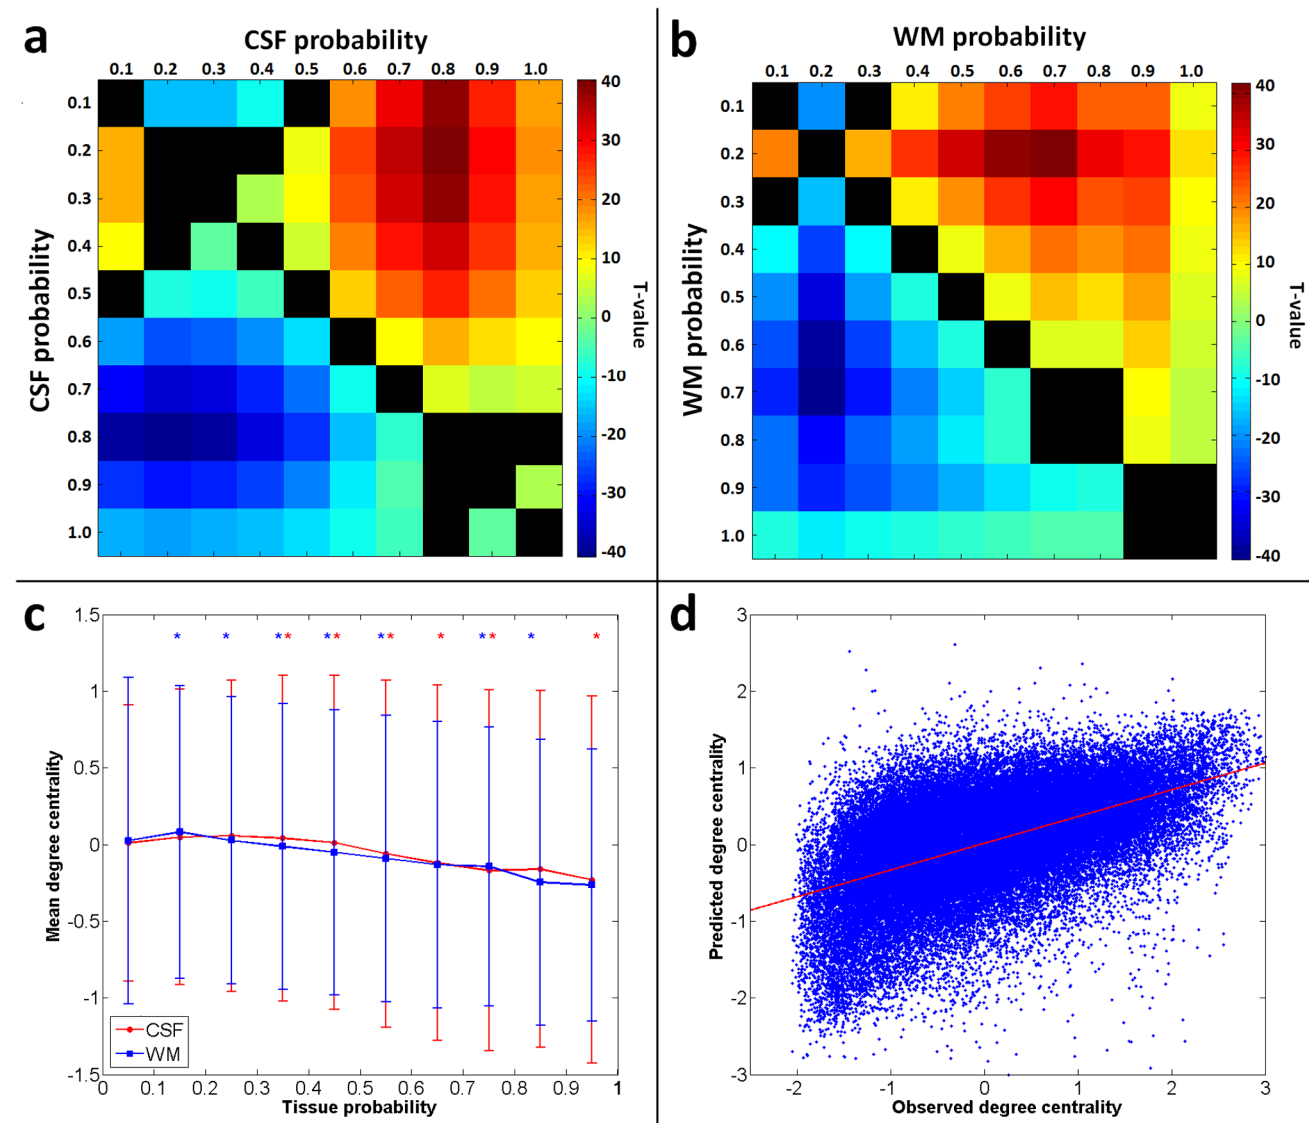 a
CSF probability
0.1 0.2 0.3 0.4 0.5 0.6 0.7 0.8 0.9 1.0
CSF probability
0.1
0.2
0.3
0.4
0.5
0.6
0.7
0.8
0.9
1.0
40
30
20
10
0
-10
-20
-30
-40
T-value
b
WM probability
0.1 0.2 0.3 0.4 0.5 0.6 0.7 0.8 0.9 1.0
WM probability
0.1
0.2
0.3
0.4
0.5
0.6
0.7
0.8
0.9
1.0
40
30
20
10
0
-10
-20
-30
-40
T-value
c
Mean degree centrality
1.5
1
0.5
0
-0.5
-1
-1.5
* * ** ** ** * ** * *
CSF
WM
0 0.1 0.2 0.3 0.4 0.5 0.6 0.7 0.8 0.9 1
Tissue probability
d
Predicted degree centrality
3
2
1
0
-1
-2
-3
-2 -1 0 1 2 3
Observed degree centrality